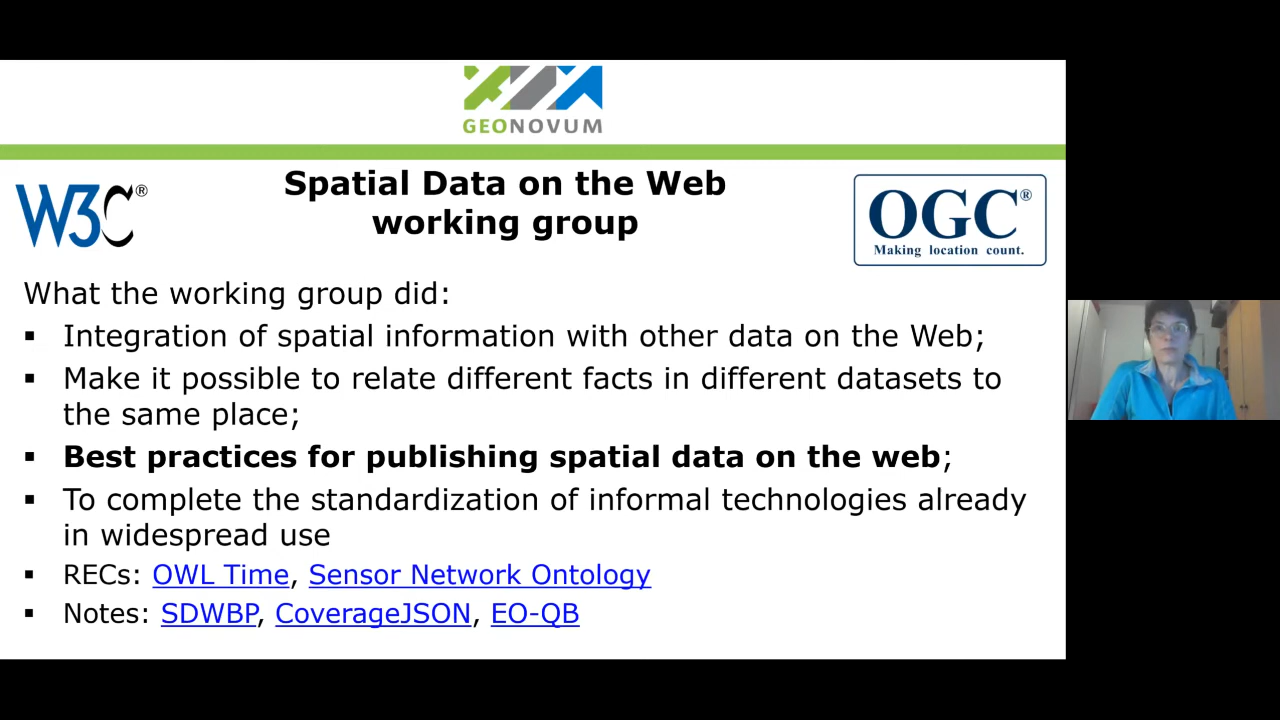 GEONOVUM
W3C®
Spatial Data on the Web
working group
OGC®
Making location count.
What the working group did:
▪ Integration of spatial information with other data on the Web;
▪ Make it possible to relate different facts in different datasets to
the same place;
▪ Best practices for publishing spatial data on the web;
▪ To complete the standardization of informal technologies already
in widespread use
▪ RECs: OWL Time, Sensor Network Ontology
▪ Notes: SDWBP, CoverageJSON, EO-QB